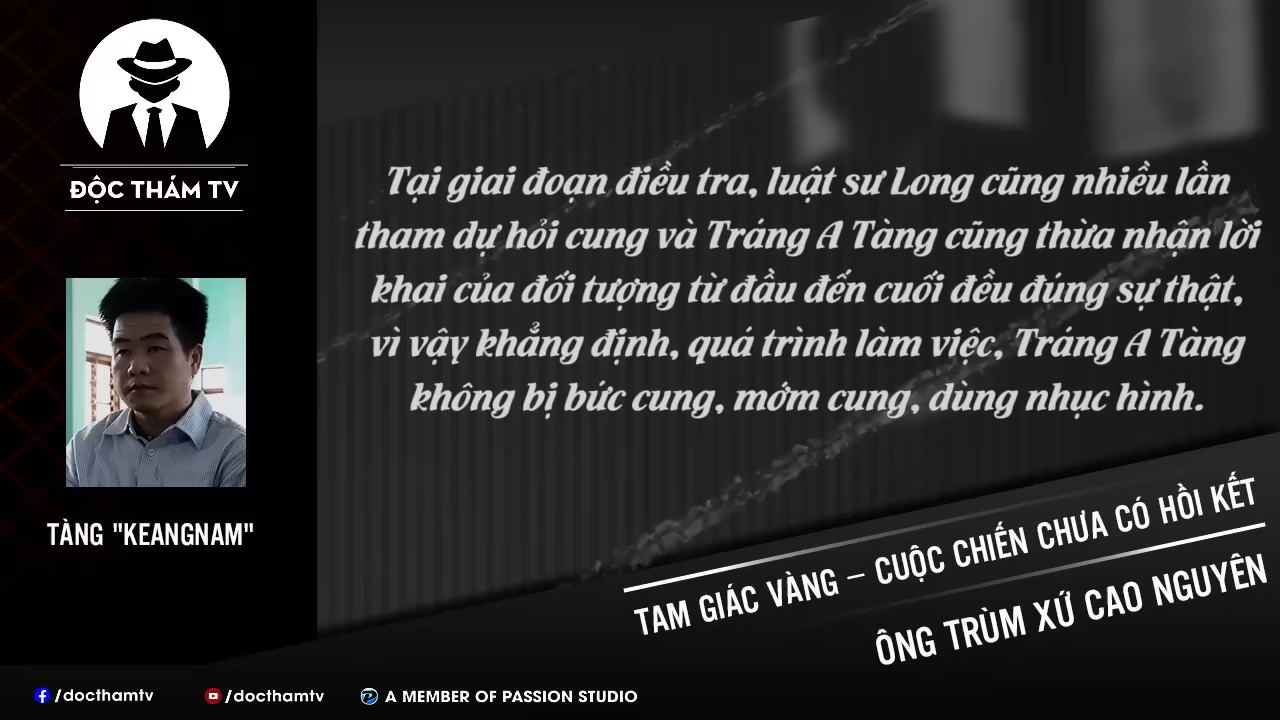 ĐỘC THÁM TV
Tại giai đoạn điều tra, luật sư Long cũng nhiều lần
tham dự hỏi cung và Tráng A Tàng cũng thừa nhận lời
khai của đối tượng từ đầu đến cuối đều đúng sự thật,
vì vậy khẳng định, quá trình làm việc, Tráng A Tàng
không bị bức cung, mớm cung, dùng nhục hình.
TÀNG "KEANGNAM"
TAM GIÁC VÀNG – CUỘC CHIẾN CHƯA CÓ HỒI KẾT
ÔNG TRÙM XỨ CAO NGUYÊN
/docthamtv
/docthamtv
A MEMBER OF PASSION STUDIO